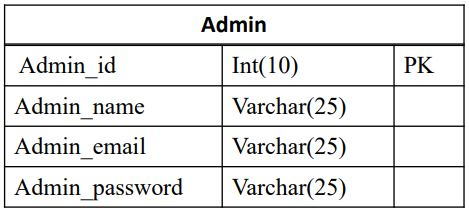 Admin
Admin_id Int(10) PK
Admin_name Varchar(25)
Admin_email Varchar(25)
Admin_password Varchar(25)